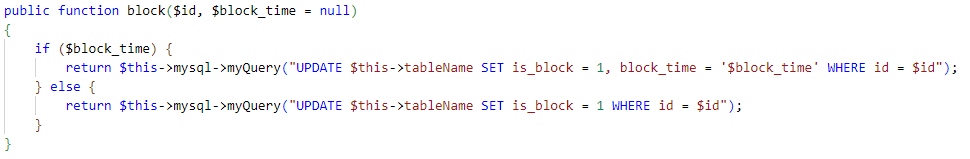 public function block($id, $block_time = null)
{
    if ($block_time) {
        return $this->mysql->myQuery("UPDATE $this->tableName SET is_block = 1, block_time = '$block_time' WHERE id = $id");
    } else {
        return $this->mysql->myQuery("UPDATE $this->tableName SET is_block = 1 WHERE id = $id");
    }
}